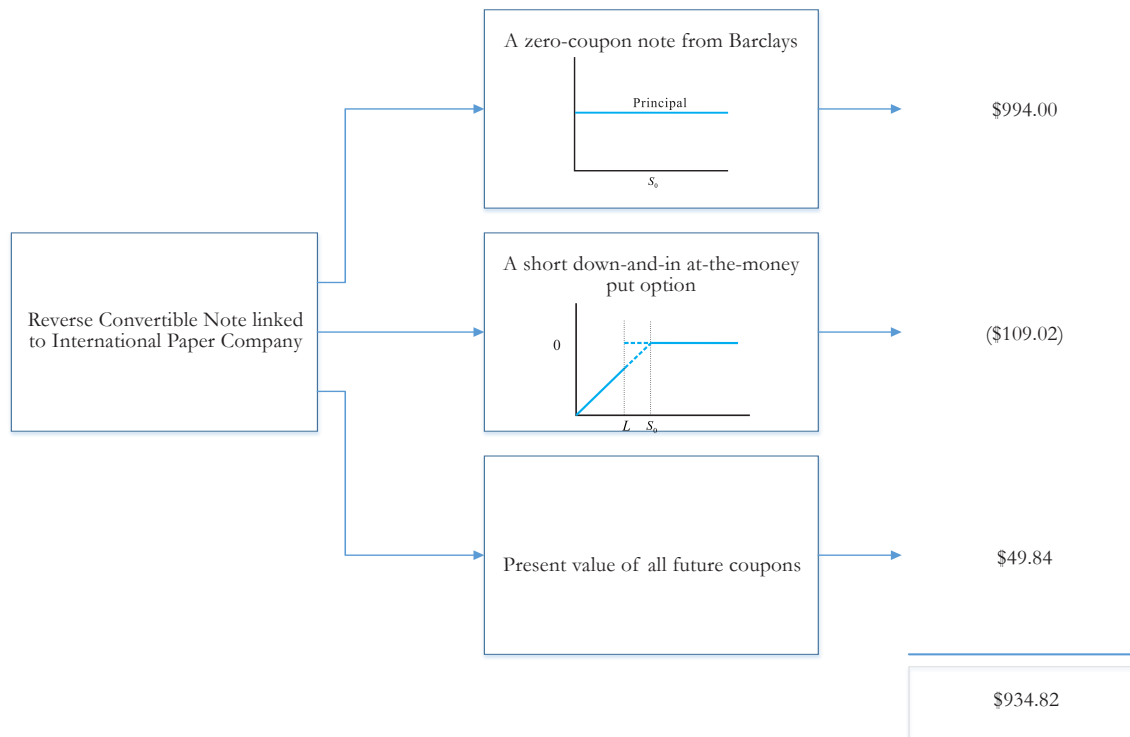 A zero-coupon note from Barclays
Principal
S₀
$994.00
Reverse Convertible Note linked
to International Paper Company
A short down-and-in at-the-money
put option
0
L S₀
($109.02)
Present value of all future coupons
$49.84
$934.82